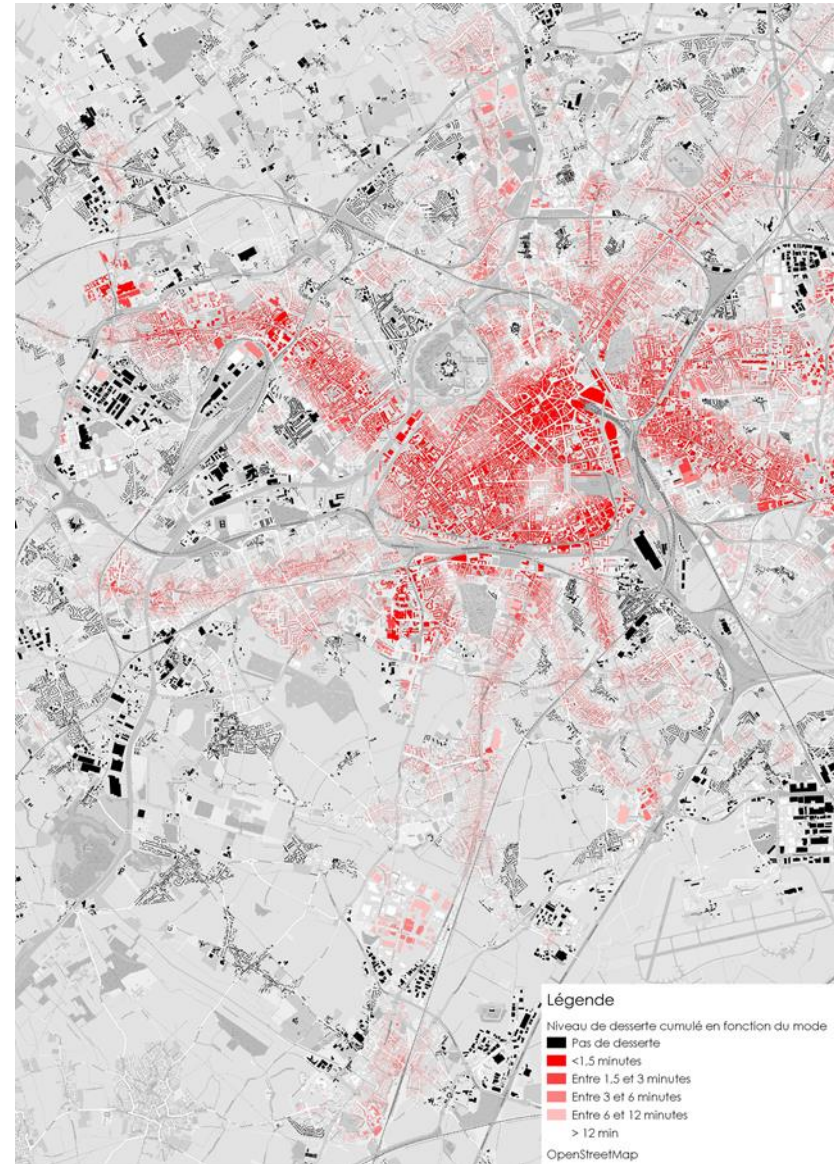 Légende
Niveau de desserte cumulé en fonction du mode
Pas de desserte
<1,5 minutes
Entre 1,5 et 3 minutes
Entre 3 et 6 minutes
Entre 6 et 12 minutes
> 12 min
OpenStreetMap